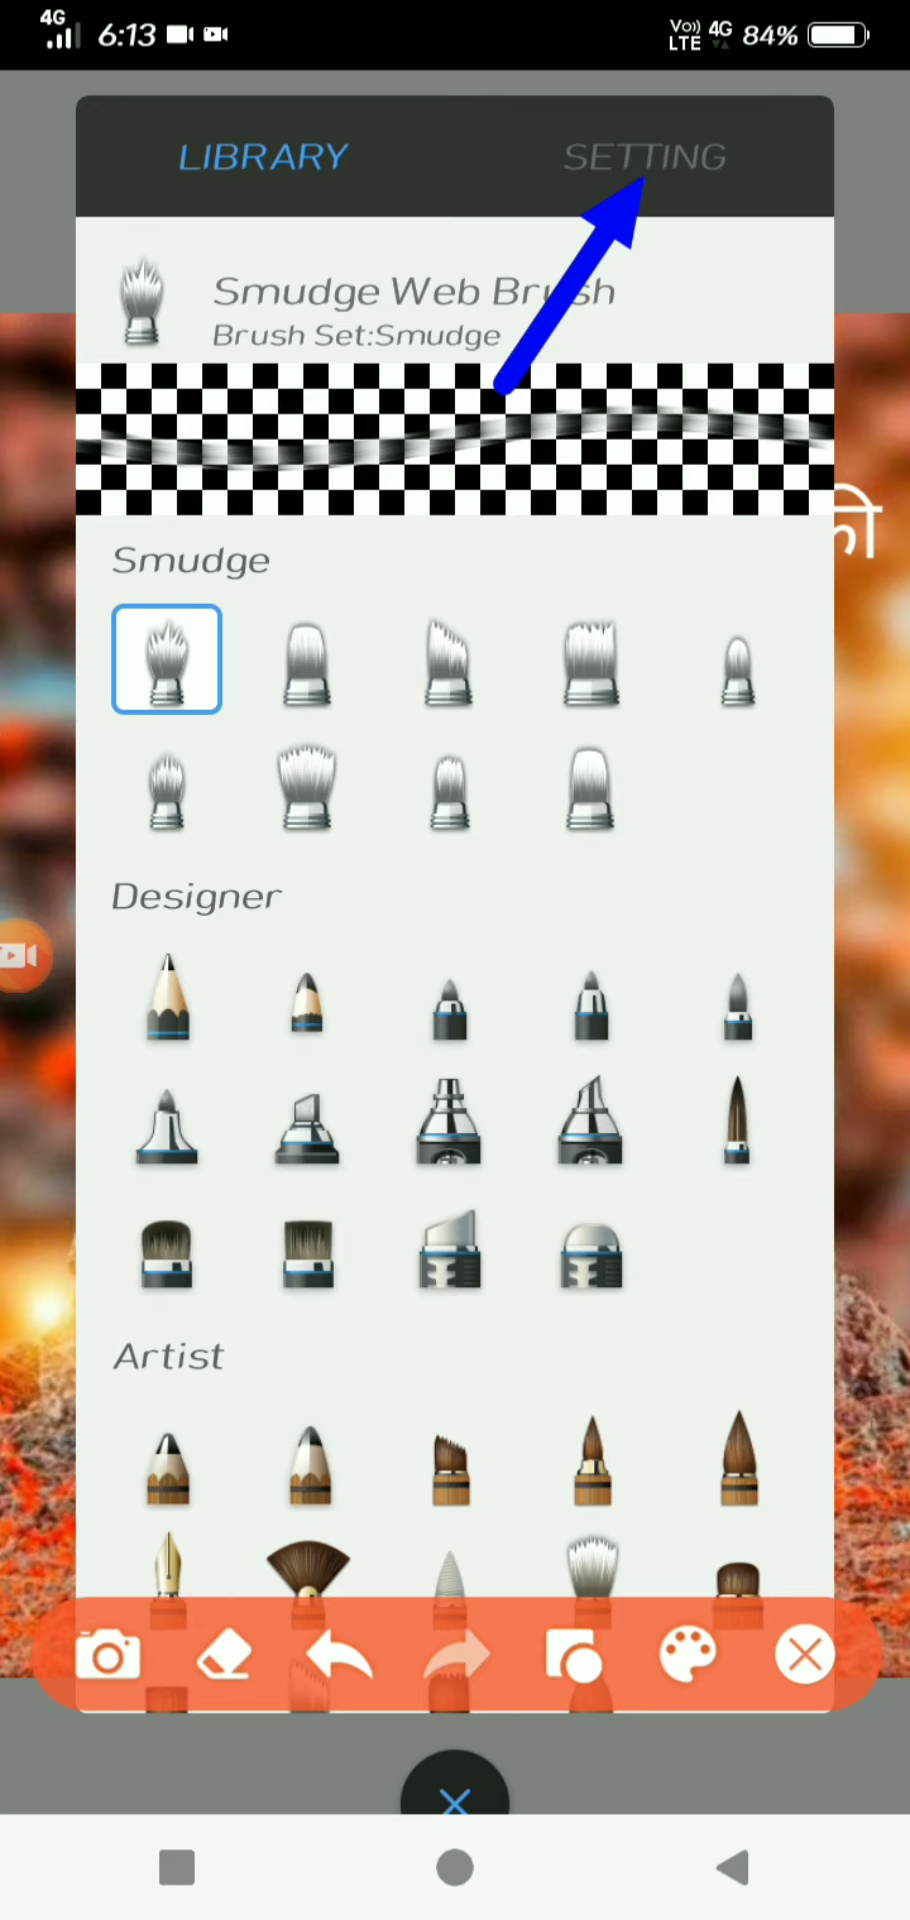 4G
6:13
Vo)) LTE 4G 84%
LIBRARY
SETTING
Smudge Web Brush
Brush Set:Smudge
की
Smudge
Designer
Artist